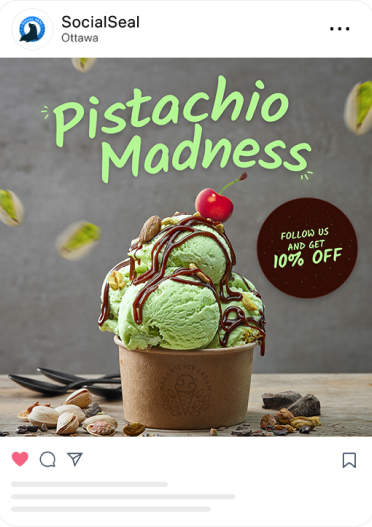 SocialSeal
Ottawa
Pistachio
Madness
FOLLOW US
AND GET
10% OFF